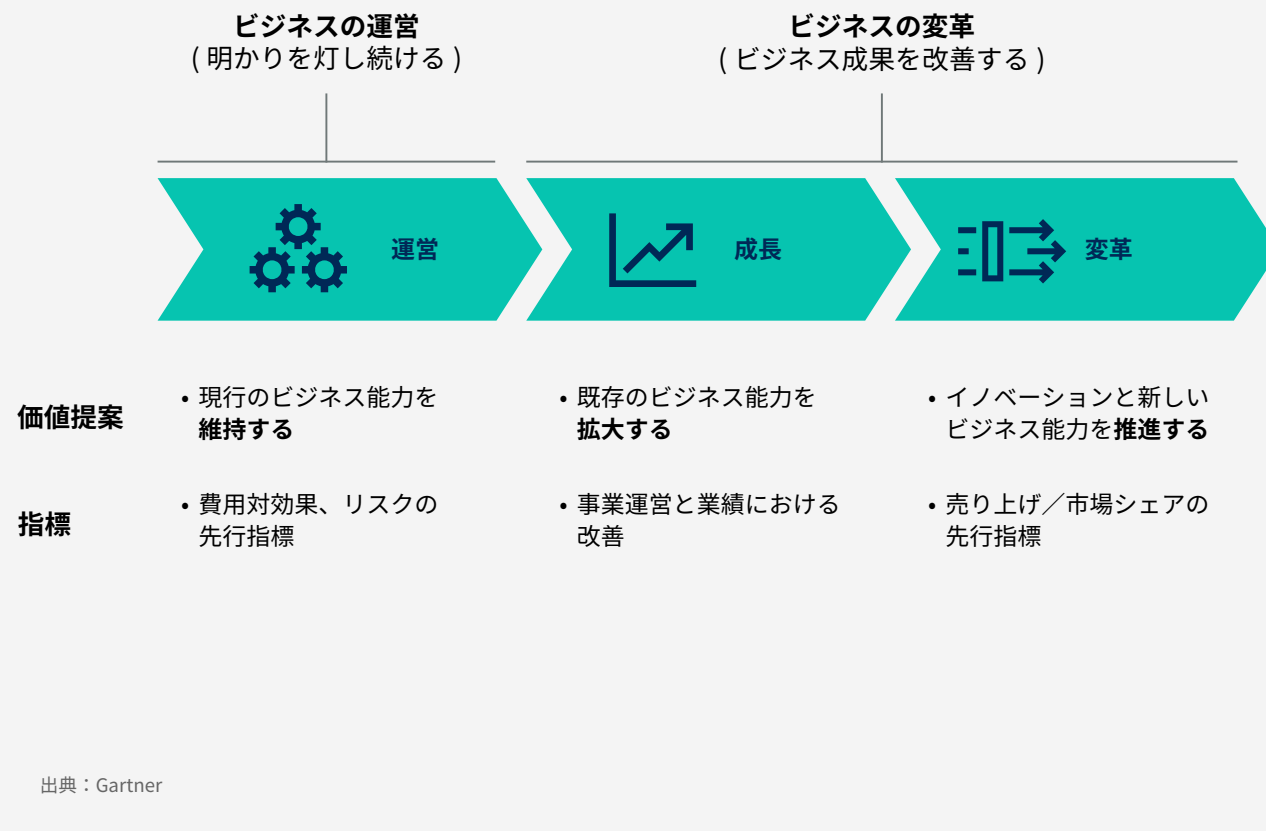 ビジネスの運営
( 明かりを灯し続ける )
ビジネスの変革
( ビジネス成果を改善する )
運営
成長
変革
価値提案
• 現行のビジネス能力を
維持する
• 既存のビジネス能力を
拡大する
• イノベーションと新しい
ビジネス能力を推進する
指標
• 費用対効果、リスクの
先行指標
• 事業運営と業績における
改善
• 売り上げ／市場シェアの
先行指標
出典：Gartner